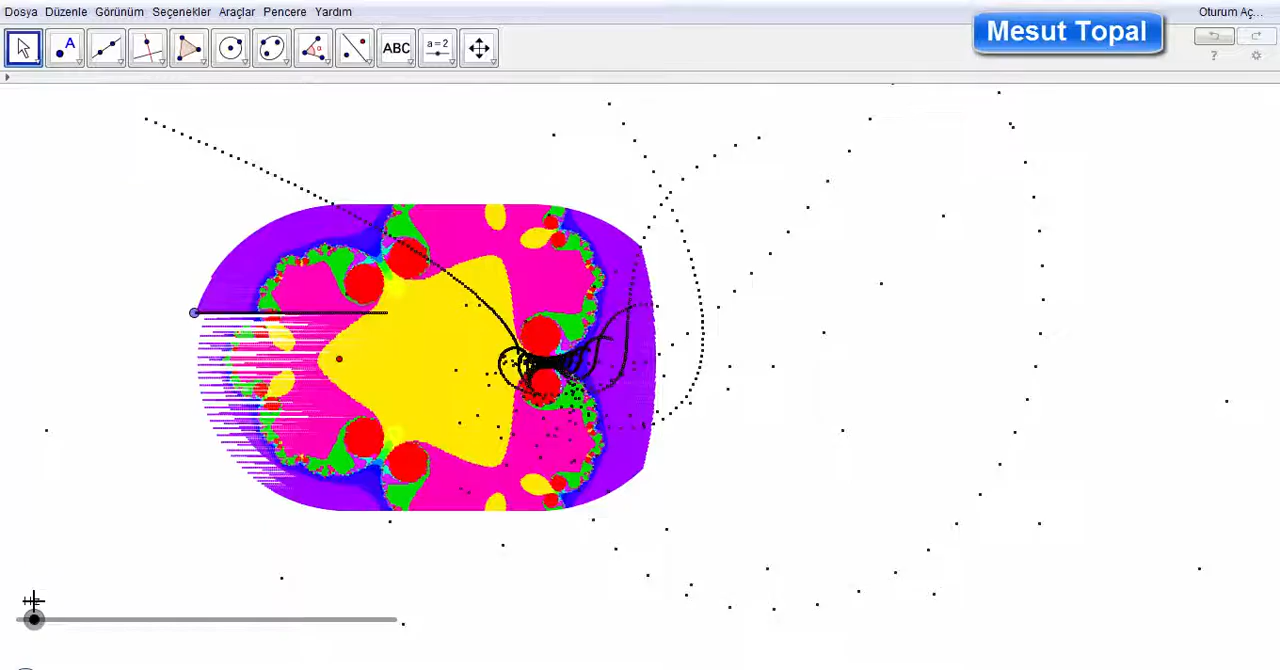 Dosya Düzenle Görünüm Seçenekler Araçlar Pencere Yardım
Oturum Aç...
Mesut Topal
A
ABC
a=2
?